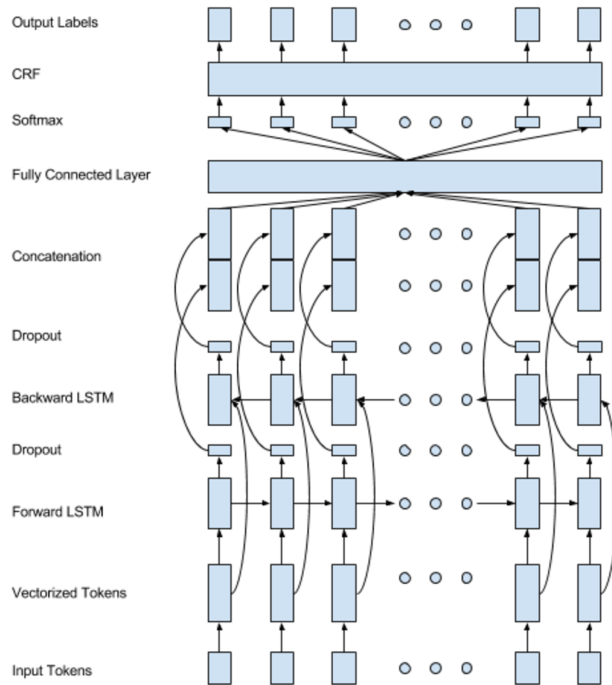 Output Labels
CRF
Softmax
Fully Connected Layer
Concatenation
Dropout
Backward LSTM
Dropout
Forward LSTM
Vectorized Tokens
Input Tokens